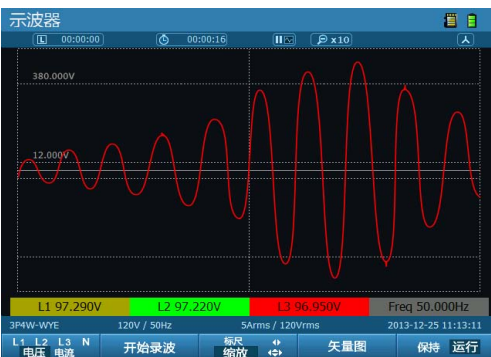 示波器
L 00:00:00 00:00:16 x10
380.000V
12.000V
L1 97.290V L2 97.220V L3 96.950V Freq 50.000Hz
3P4W-WYE 120V / 50Hz 5Arms / 120Vrms 2013-12-25 11:13:11
L1 L2 L3 N 开始录波 标尺 矢量图 保持 运行
电压 电流 缩放